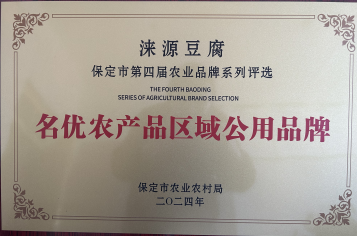 涞源豆腐
保定市第四届农业品牌系列评选
THE FOURTH BAODING
SERIES OF AGRICULTURAL BRAND SELECTION
名优农产品区域公用品牌
保定市农业农村局
二〇二四年